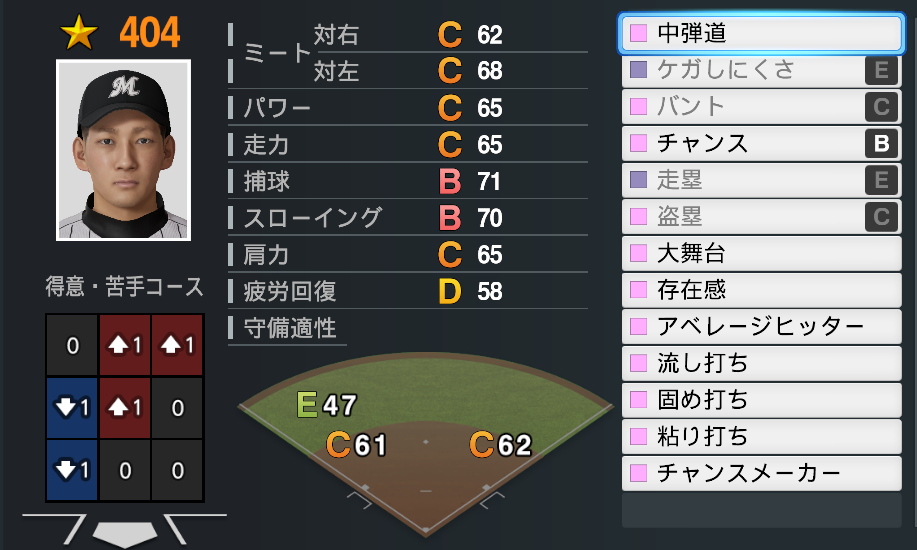 404
M
得意・苦手コース
0 1 1
1 1 0
1 0 0
ミート 対右 C 62
対左 C 68
パワー C 65
走力 C 65
捕球 B 71
スローイング B 70
肩力 C 65
疲労回復 D 58
守備適性
E 47
C 61 C 62
中弾道
ケガしにくさ E
バント C
チャンス B
走塁 E
盗塁 C
大舞台
存在感
アベレージヒッター
流し打ち
固め打ち
粘り打ち
チャンスメーカー